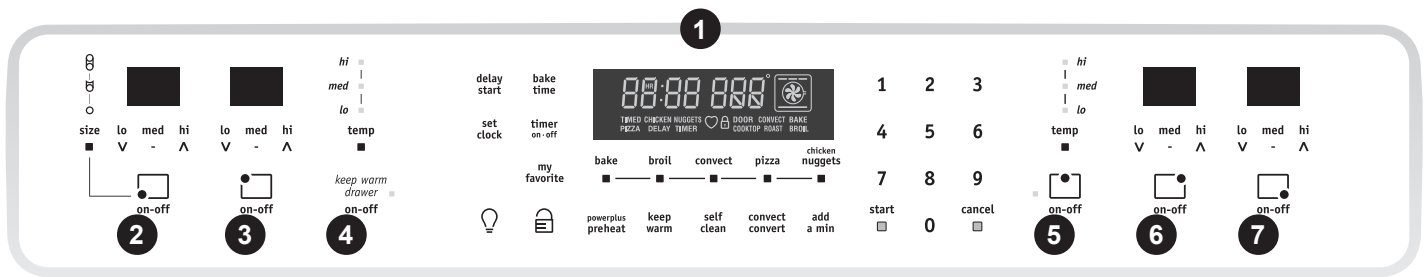 1
hi
med
lo
size
lo med hi
lo med hi
temp
on-off
2
on-off
3
keep warm
drawer
on-off
4
delay
start
bake
time
set
clock
timer
on·off
my
favorite
88:88 888°
HR
TIMED CHICKEN NUGGETS DOOR CONVECT BAKE
PIZZA DELAY TIMER COOKTOP ROAST BROIL
bake
broil
convect
pizza
chicken
nuggets
powerplus
preheat
keep
warm
self
clean
convect
convert
add
a min
1 2 3
4 5 6
7 8 9
start
0
cancel
hi
med
lo
temp
lo med hi
lo med hi
on-off
5
on-off
6
on-off
7